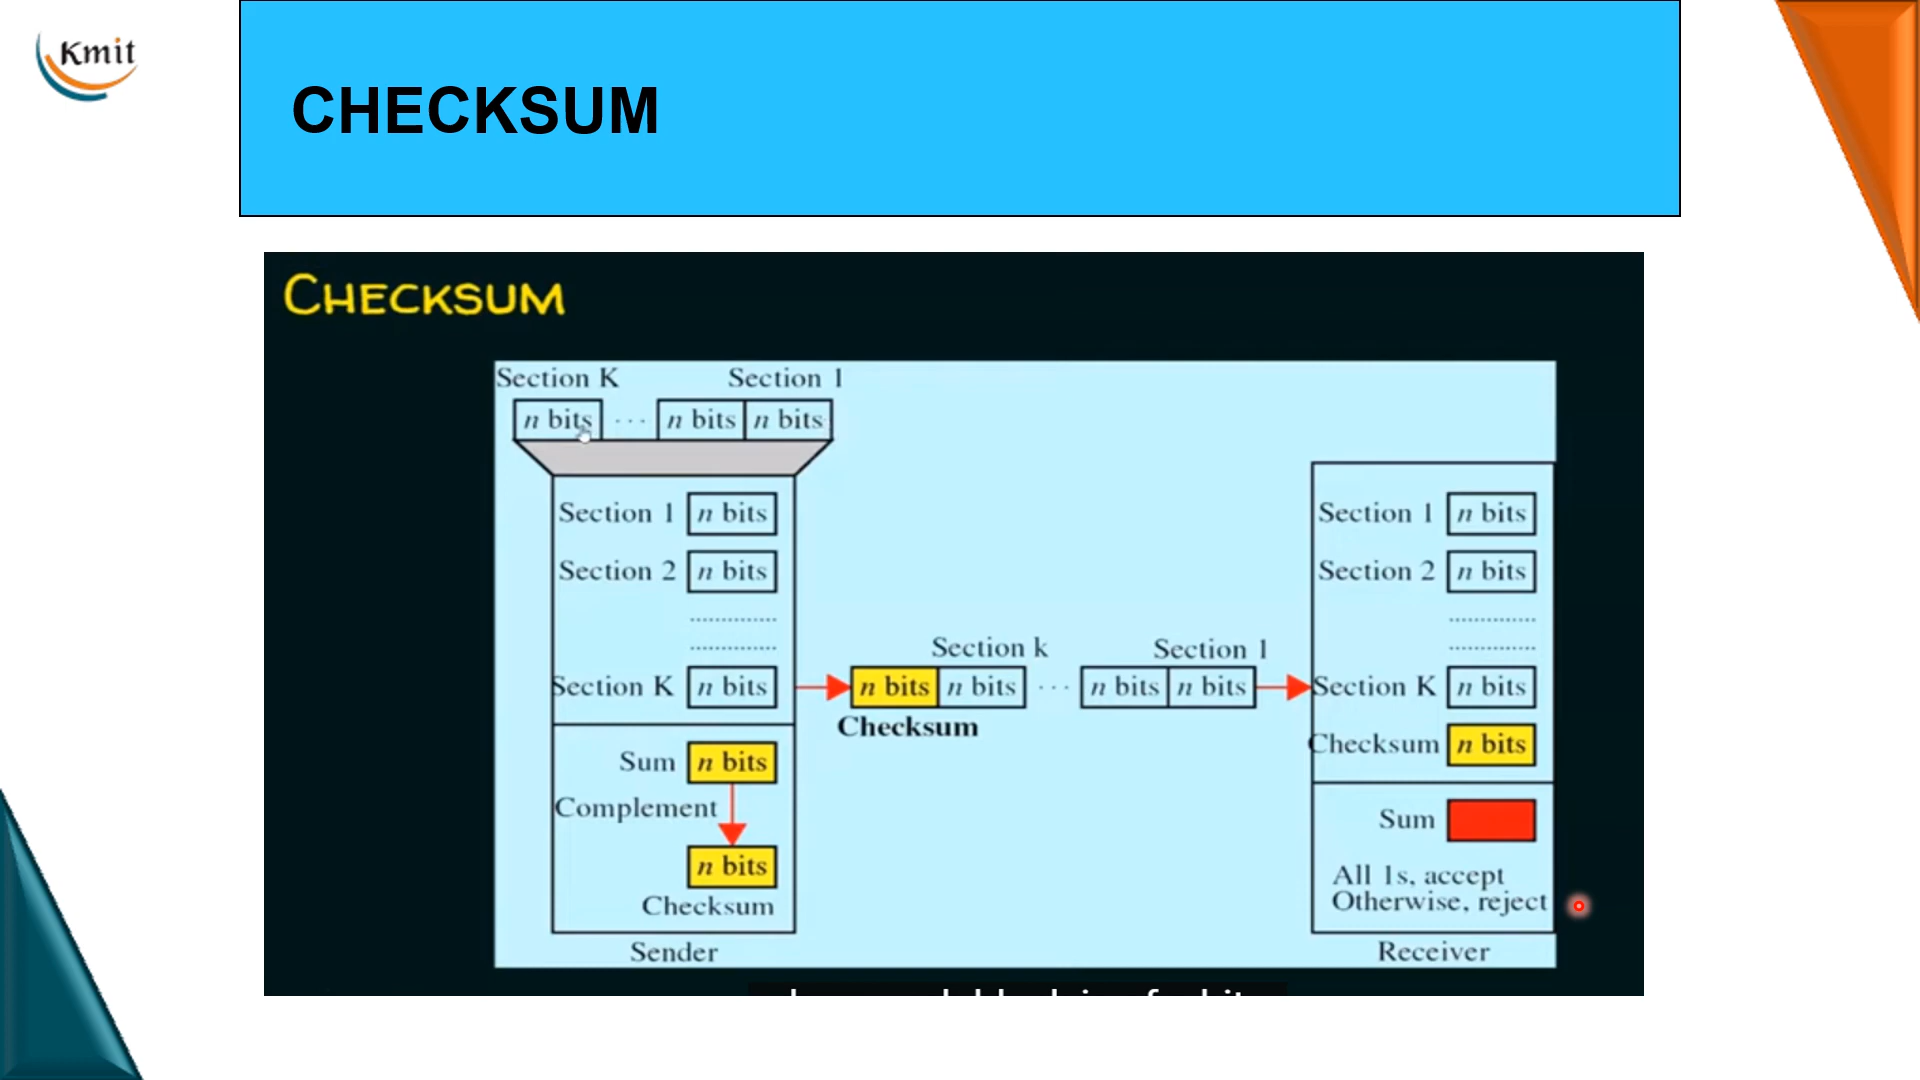 Kmit
CHECKSUM
CHECKSUM
Section K Section 1
n bits ... n bits n bits
Section 1 n bits
Section 2 n bits
Section K n bits
Sum n bits
Complement
n bits
Checksum
Sender
Section k Section 1
n bits n bits ... n bits n bits
Checksum
Section 1 n bits
Section 2 n bits
Section K n bits
Checksum n bits
Sum
All 1s, accept
Otherwise, reject
Receiver